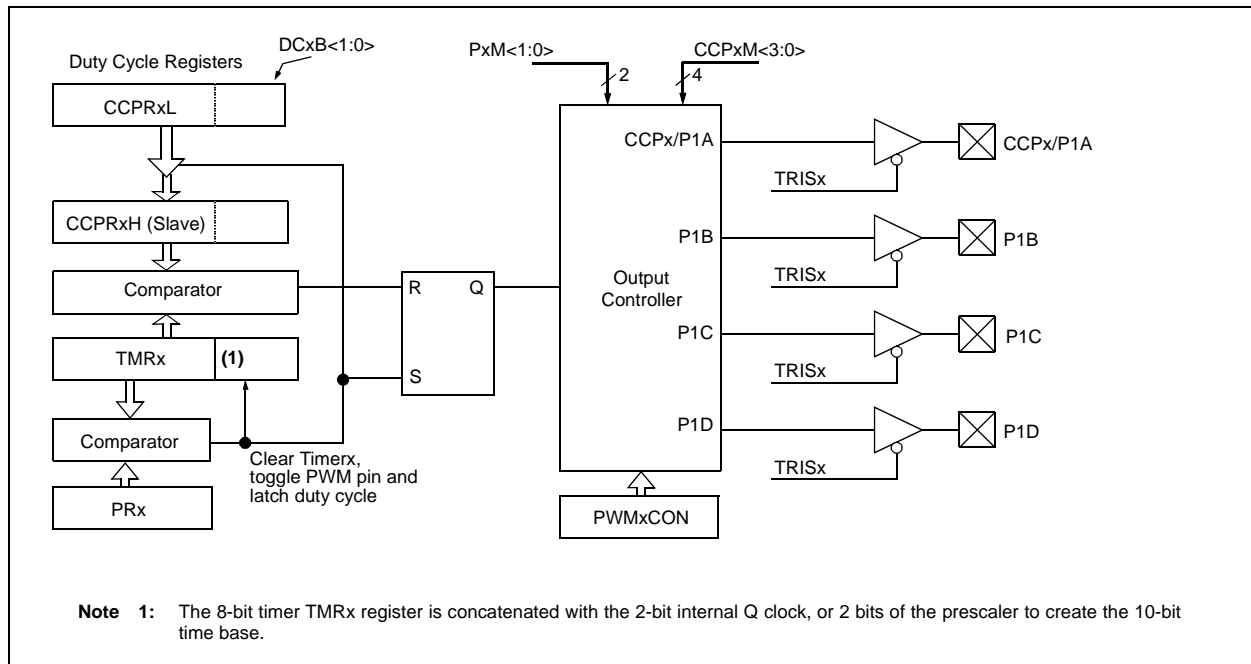 DCxB<1:0>
Duty Cycle Registers
CCPRxL
CCPRxH (Slave)
Comparator
TMRx
(1)
Comparator
PRx
Clear Timerx,
toggle PWM pin and
latch duty cycle
R
Q
S
PxM<1:0>
2
CCPxM<3:0>
4
Output
Controller
CCPx/P1A
P1B
P1C
P1D
PWMxCON
TRISx
CCPx/P1A
TRISx
P1B
TRISx
P1C
TRISx
P1D
Note 1: The 8-bit timer TMRx register is concatenated with the 2-bit internal Q clock, or 2 bits of the prescaler to create the 10-bit
time base.